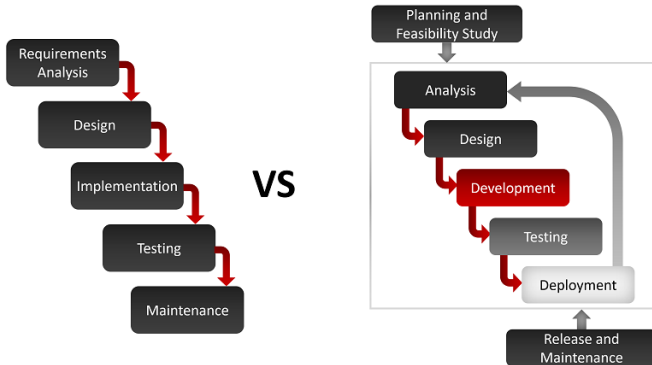 Requirements
Analysis
Design
Implementation
Testing
Maintenance
VS
Planning and
Feasibility Study
Analysis
Design
Development
Testing
Deployment
Release and
Maintenance